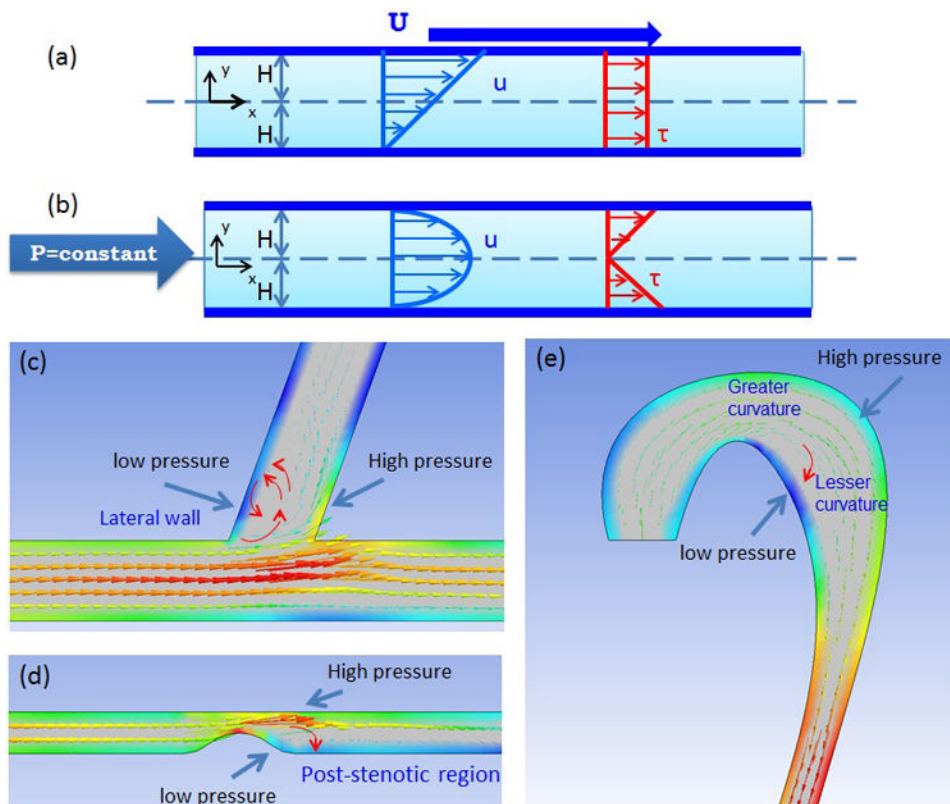 U
(a)
y
x
H
H
u
τ
(b)
P=constant
y
x
H
H
u
τ
(c)
low pressure
High pressure
Lateral wall
(d)
High pressure
low pressure
Post-stenotic region
(e)
High pressure
Greater
curvature
Lesser
curvature
low pressure